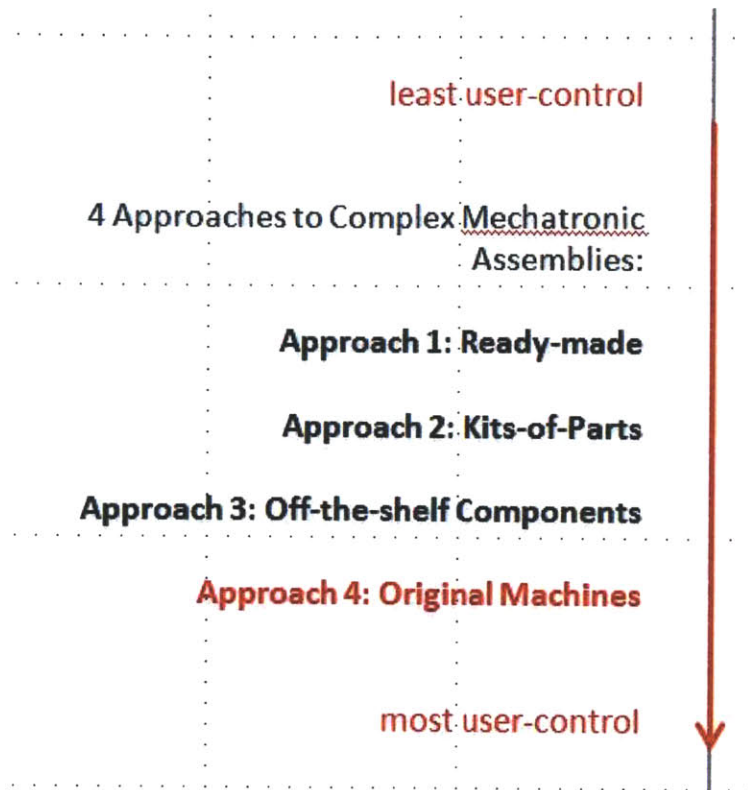 least user-control
4 Approaches to Complex Mechatronic
Assemblies:
Approach 1: Ready-made
Approach 2: Kits-of-Parts
Approach 3: Off-the-shelf Components
Approach 4: Original Machines
most user-control